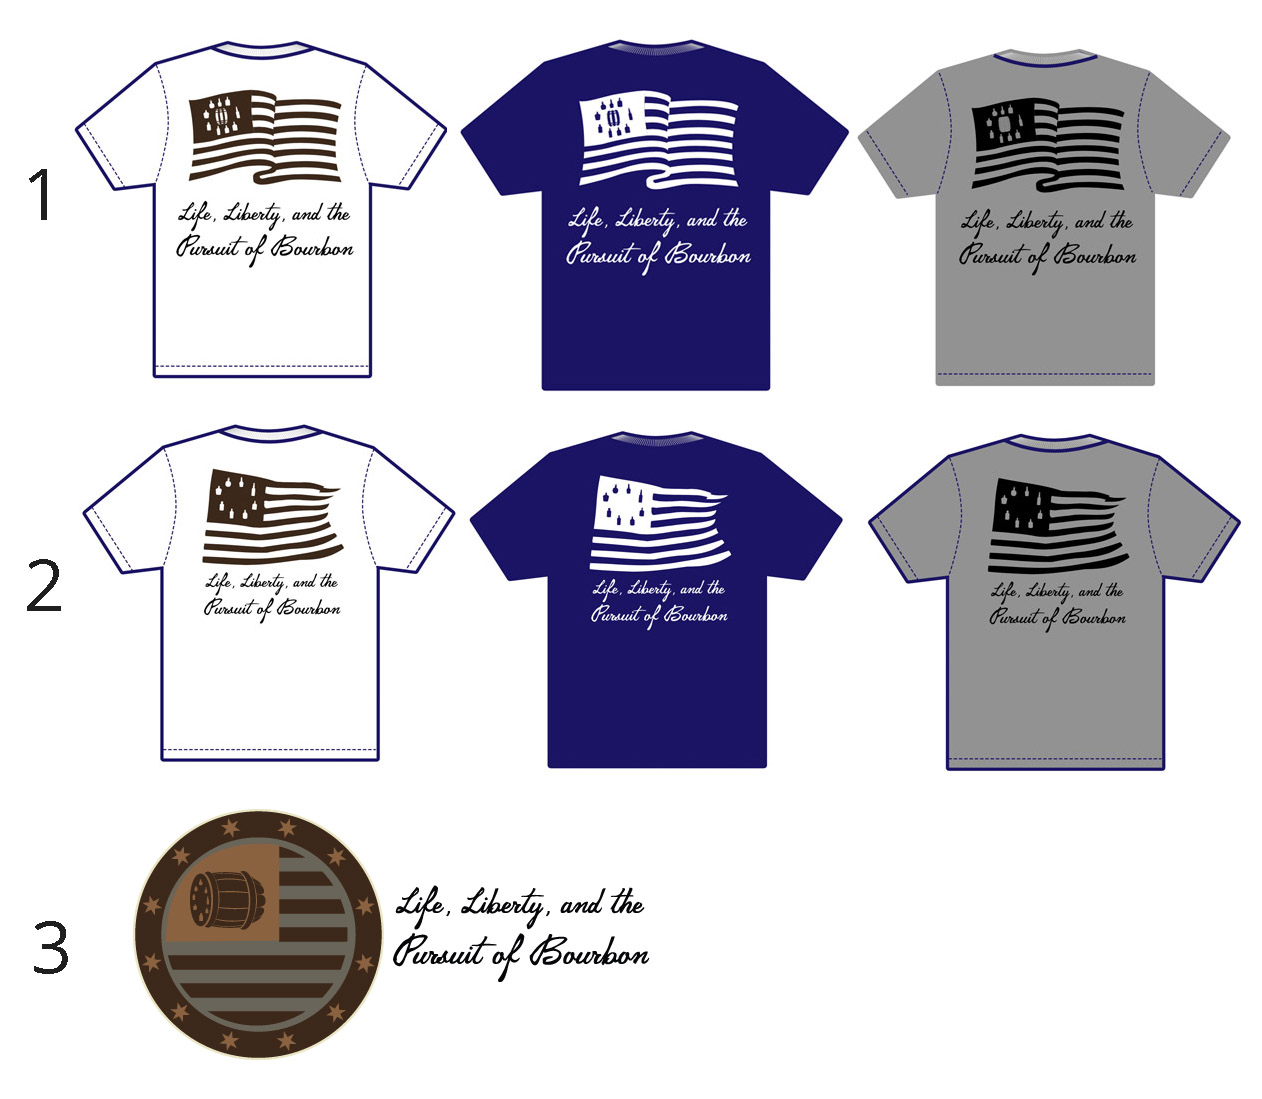 1
Life, Liberty, and the
Pursuit of Bourbon
Life, Liberty, and the
Pursuit of Bourbon
Life, Liberty, and the
Pursuit of Bourbon
2
Life, Liberty, and the
Pursuit of Bourbon
Life, Liberty, and the
Pursuit of Bourbon
Life, Liberty, and the
Pursuit of Bourbon
3
Life, Liberty, and the
Pursuit of Bourbon